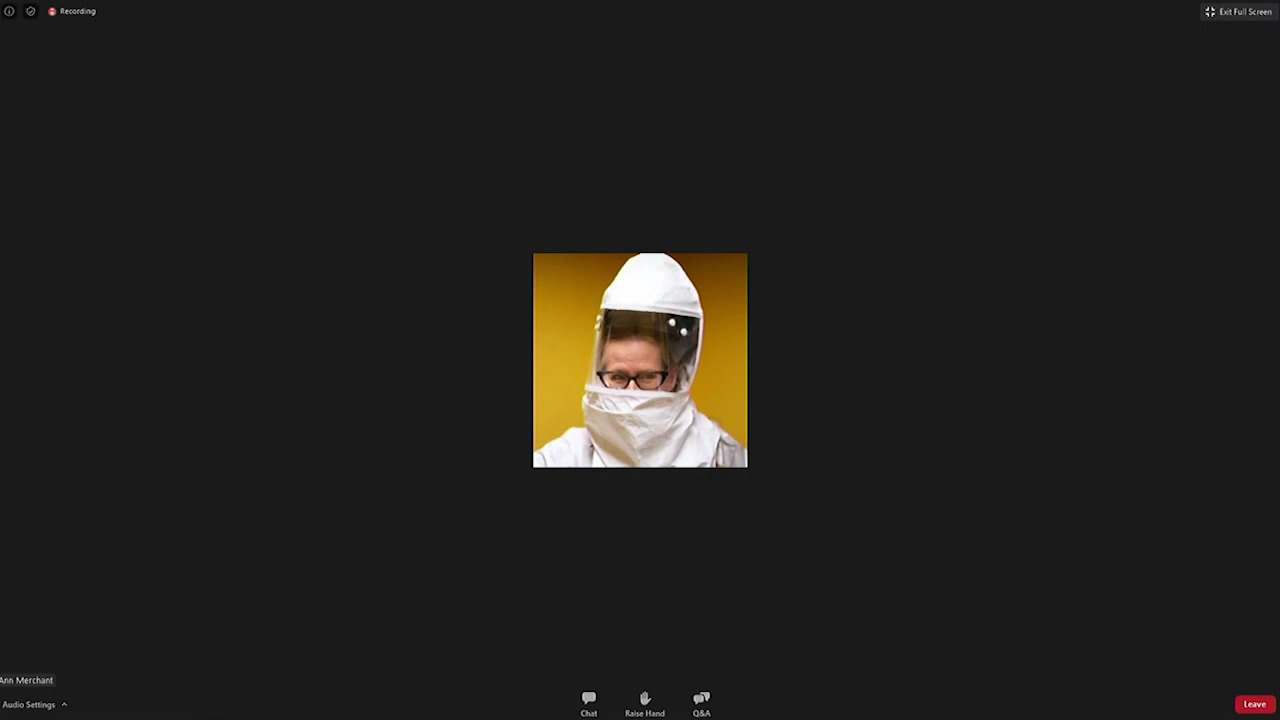 Recording
Exit Full Screen
Ann Merchant
Audio Settings
Chat
Raise Hand
Q&A
Leave